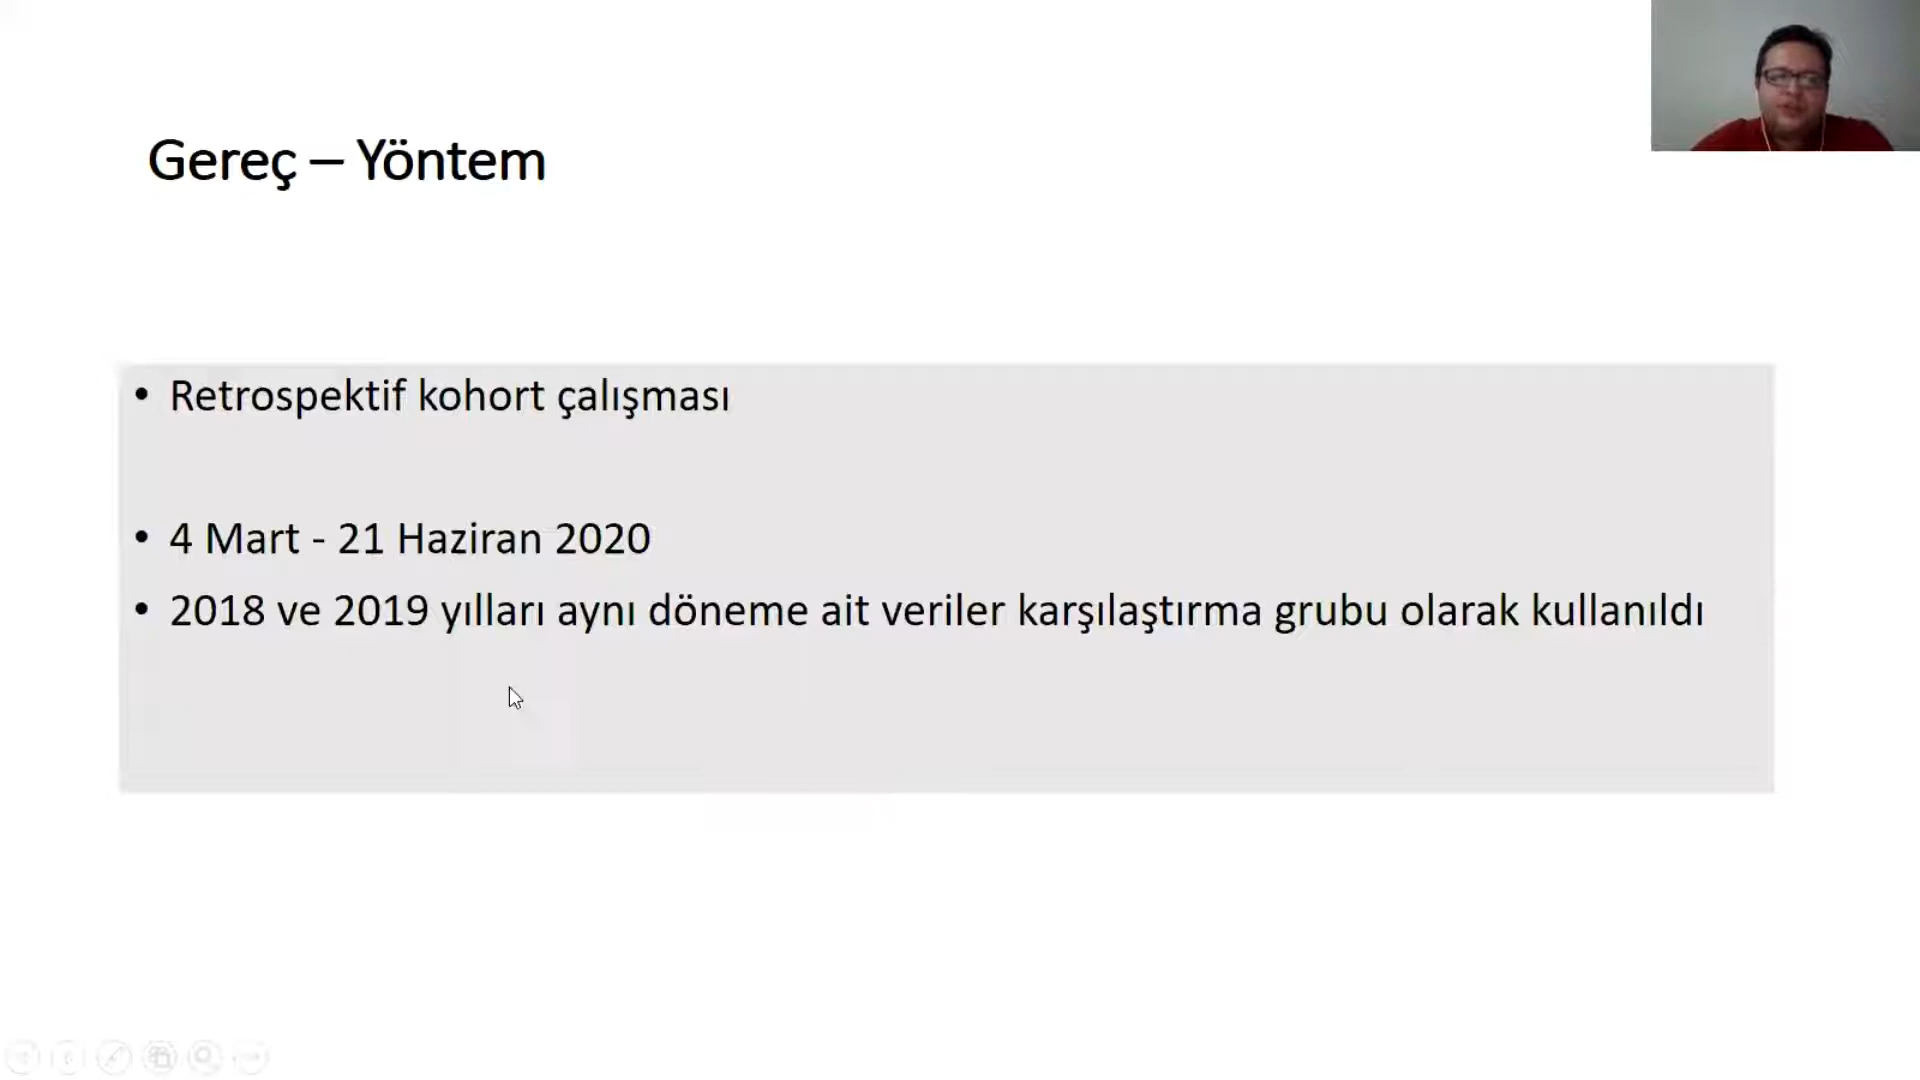 Gereç – Yöntem
• Retrospektif kohort çalışması
• 4 Mart - 21 Haziran 2020
• 2018 ve 2019 yılları aynı döneme ait veriler karşılaştırma grubu olarak kullanıldı